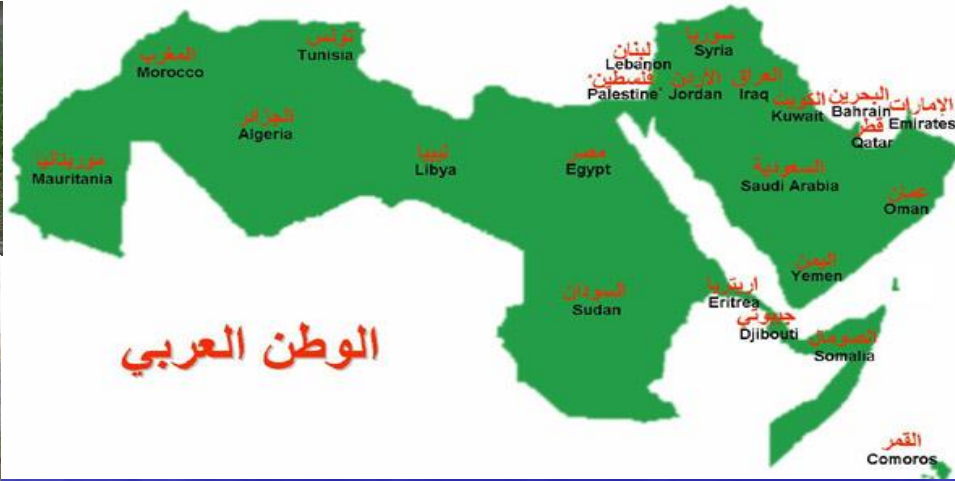 المغرب
Morocco
تونس
Tunisia
الجزائر
Algeria
موريتانيا
Mauritania
ليبيا
Libya
مصر
Egypt
السودان
Sudan
لبنان
Lebanon
سوريا
Syria
فلسطين
Palestine
الأردن
Jordan
العراق
Iraq
الكويت
Kuwait
البحرين
Bahrain
الإمارات
Emirates
قطر
Qatar
السعودية
Saudi Arabia
عمان
Oman
اليمن
Yemen
اريتريا
Eritrea
جيبوتي
Djibouti
الصومال
Somalia
القمر
Comoros
الوطن العربي